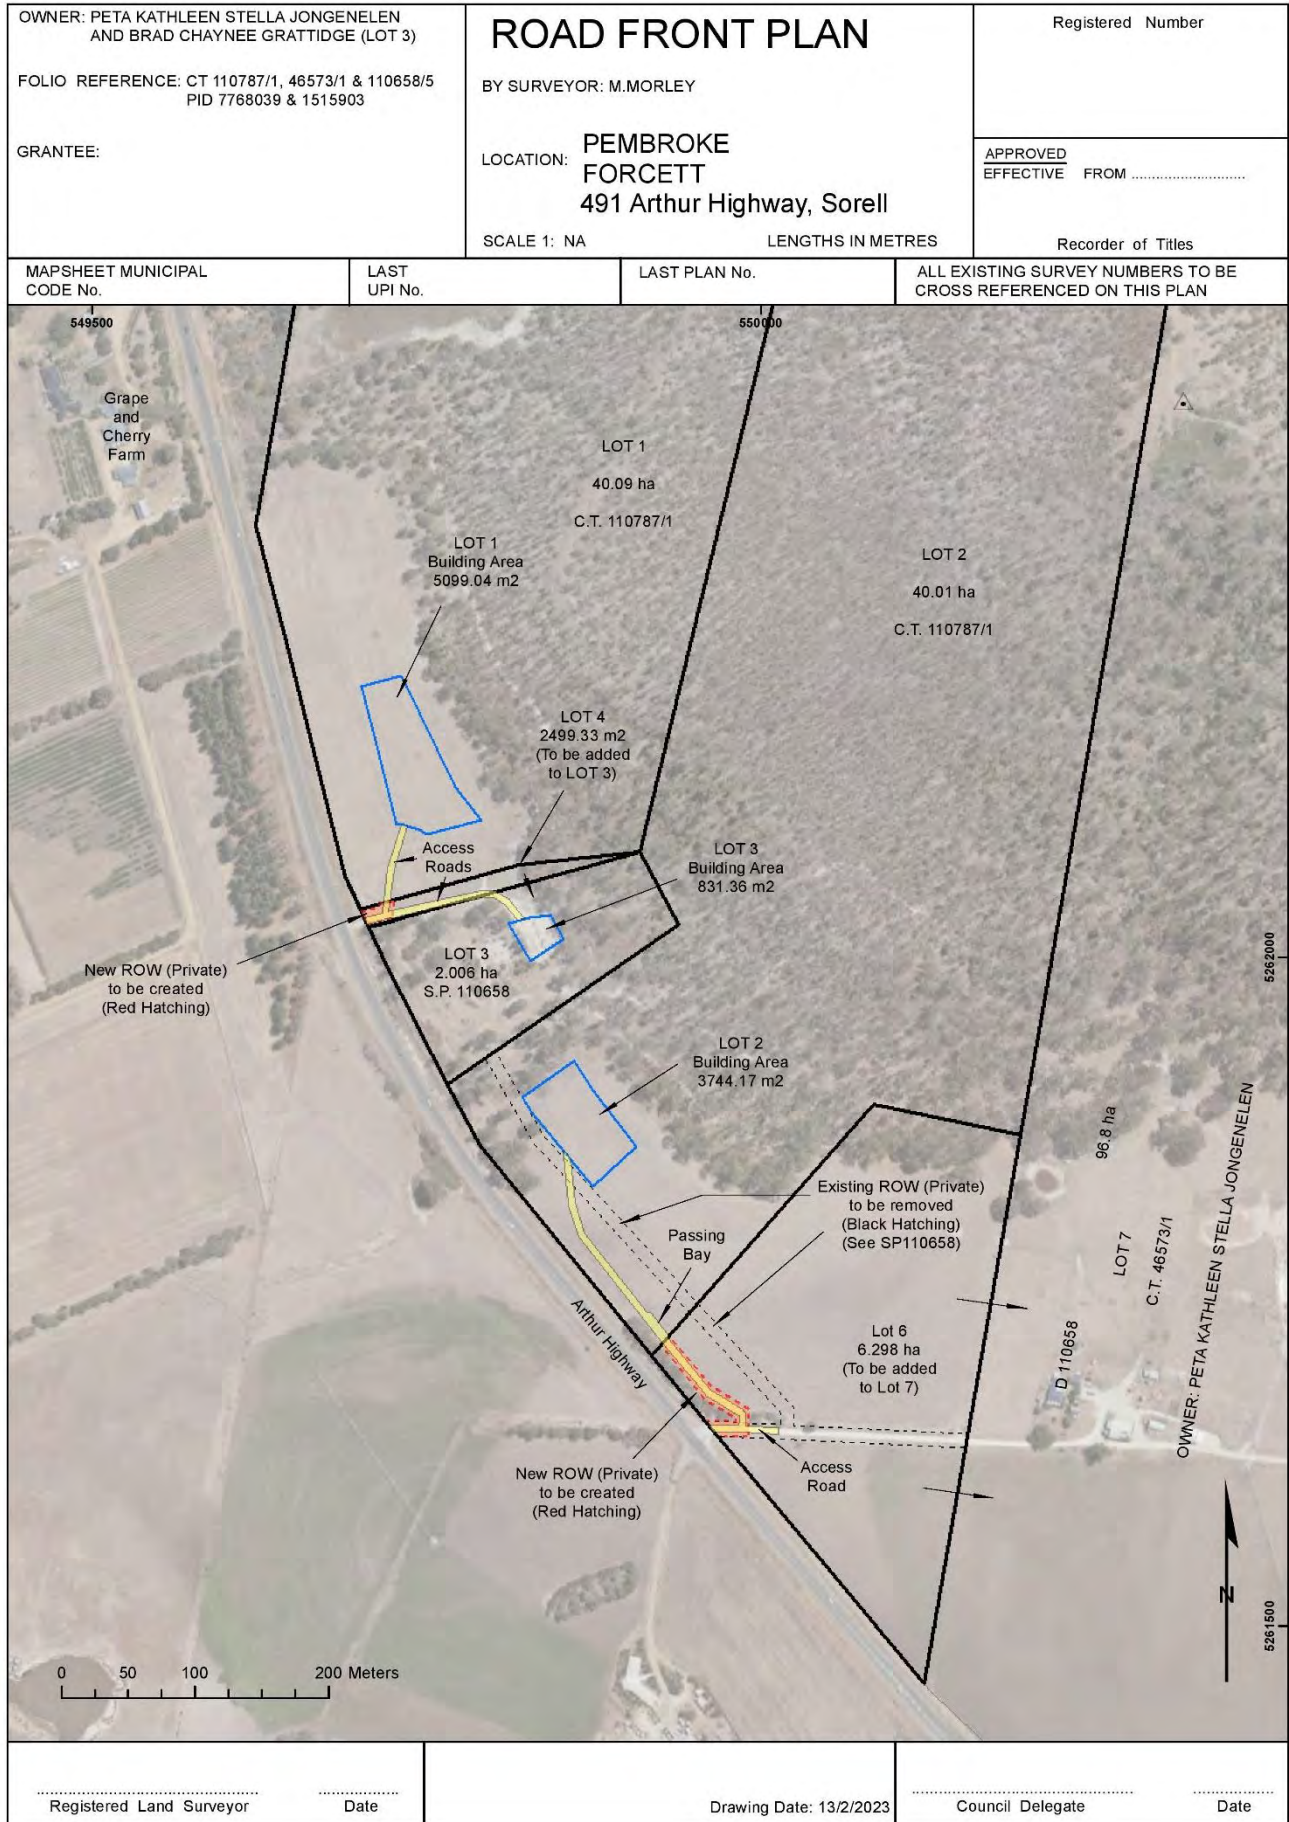 OWNER: PETA KATHLEEN STELLA JONGENELEN
AND BRAD CHAYNEE GRATTIDGE (LOT 3)
FOLIO REFERENCE: CT 110787/1, 46573/1 & 110658/5
PID 7768039 & 1515903
GRANTEE:
ROAD FRONT PLAN
BY SURVEYOR: M.MORLEY
LOCATION: PEMBROKE
FORCETT
491 Arthur Highway, Sorell
SCALE 1: NA LENGTHS IN METRES
Registered Number
APPROVED
EFFECTIVE FROM ............................
Recorder of Titles
MAPSHEET MUNICIPAL
CODE No.
LAST
UPI No.
LAST PLAN No.
ALL EXISTING SURVEY NUMBERS TO BE
CROSS REFERENCED ON THIS PLAN
549500
550000
Grape
and
Cherry
Farm
LOT 1
40.09 ha
C.T. 110787/1
LOT 1
Building Area
5099.04 m2
LOT 2
40.01 ha
C.T. 110787/1
LOT 4
2499.33 m2
(To be added
to LOT 3)
Access
Roads
LOT 3
Building Area
831.36 m2
LOT 3
2.006 ha
S.P. 110658
New ROW (Private)
to be created
(Red Hatching)
5262000
LOT 2
Building Area
3744.17 m2
Existing ROW (Private)
to be removed
(Black Hatching)
(See SP110658)
Passing
Bay
96.8 ha
LOT 7
C.T. 46573/1
D 110658
OWNER: PETA KATHLEEN STELLA JONGENELEN
Arthur Highway
Lot 6
6.298 ha
(To be added
to Lot 7)
New ROW (Private)
to be created
(Red Hatching)
Access
Road
N
5261500
0 50 100 200 Meters
Registered Land Surveyor
Date
Drawing Date: 13/2/2023
Council Delegate
Date